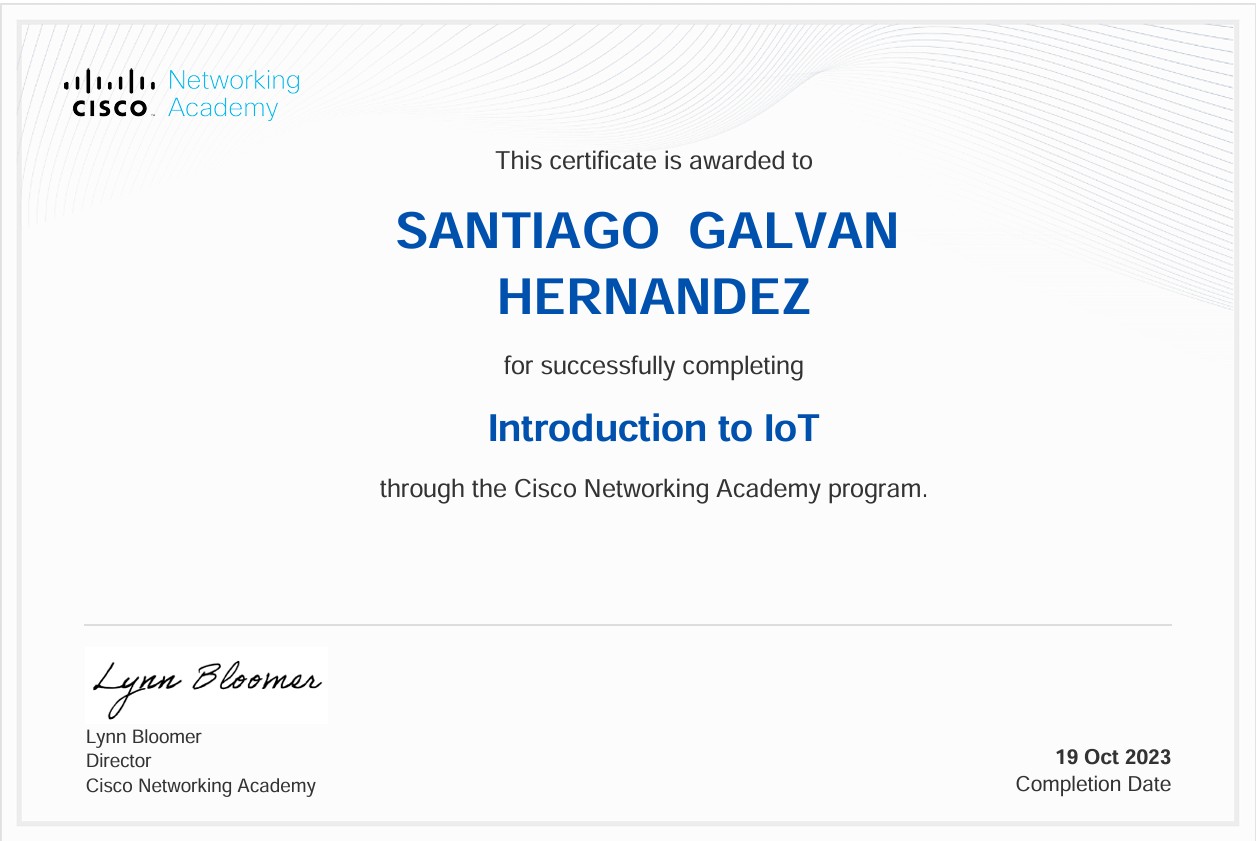 Networking
CISCO Academy
This certificate is awarded to
SANTIAGO GALVAN
HERNANDEZ
for successfully completing
Introduction to IoT
through the Cisco Networking Academy program.
Lynn Bloomer
Lynn Bloomer
Director
Cisco Networking Academy
19 Oct 2023
Completion Date